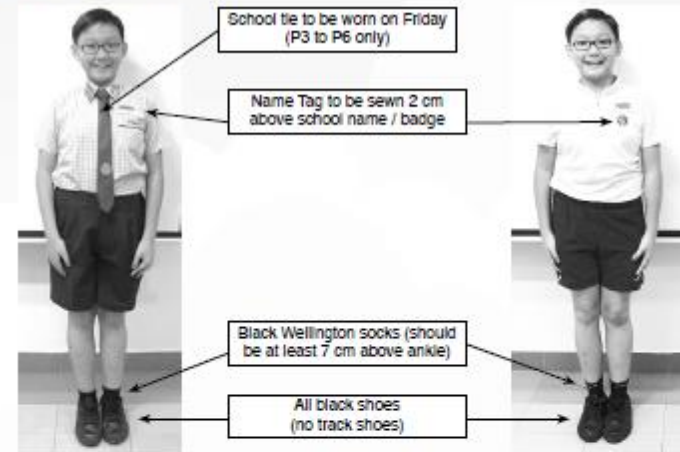 School tie to be worn on Friday
(P3 to P6 only)
Name Tag to be sewn 2 cm
above school name / badge
Black Wellington socks (should
be at least 7 cm above ankle)
All black shoes
(no track shoes)